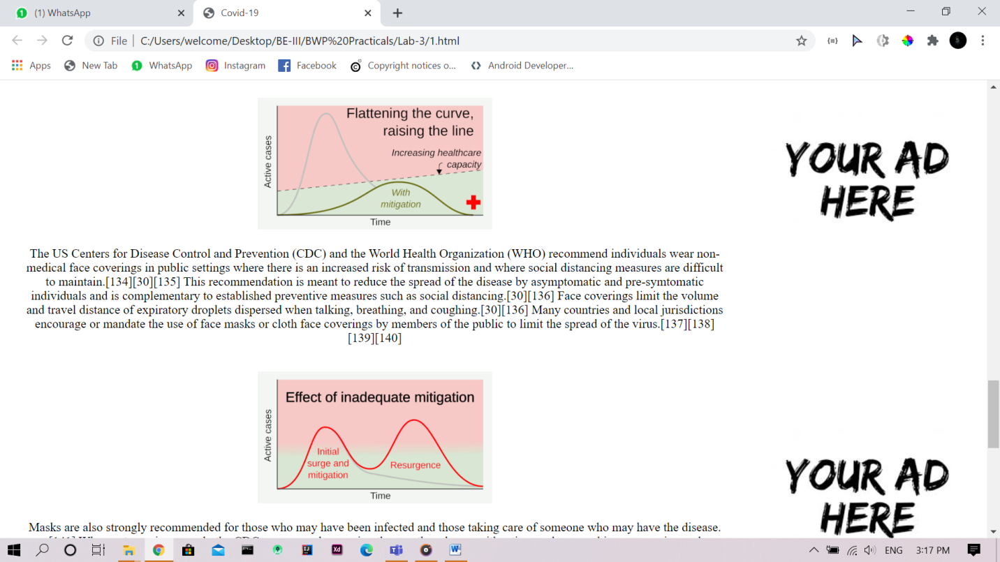 (1) WhatsApp
Covid-19
File
C:/Users/welcome/Desktop/BE-III/BWP%20Practicals/Lab-3/1.html
Apps
New Tab
WhatsApp
Instagram
Facebook
Copyright notices o...
Android Developer...
Flattening the curve,
raising the line
Increasing healthcare
capacity
With
mitigation
Active cases
Time
YOUR AD
HERE
The US Centers for Disease Control and Prevention (CDC) and the World Health Organization (WHO) recommend individuals wear non-
medical face coverings in public settings where there is an increased risk of transmission and where social distancing measures are difficult
to maintain.[134][30][135] This recommendation is meant to reduce the spread of the disease by asymptomatic and pre-symtomatic
individuals and is complementary to established preventive measures such as social distancing.[30][136] Face coverings limit the volume
and travel distance of expiratory droplets dispersed when talking, breathing, and coughing.[30][136] Many countries and local jurisdictions
encourage or mandate the use of face masks or cloth face coverings by members of the public to limit the spread of the virus.[137][138]
[139][140]
Effect of inadequate mitigation
Initial
surge and
mitigation
Resurgence
Active cases
Time
YOUR AD
HERE
Masks are also strongly recommended for those who may have been infected and those taking care of someone who may have the disease.
ENG
3:17 PM